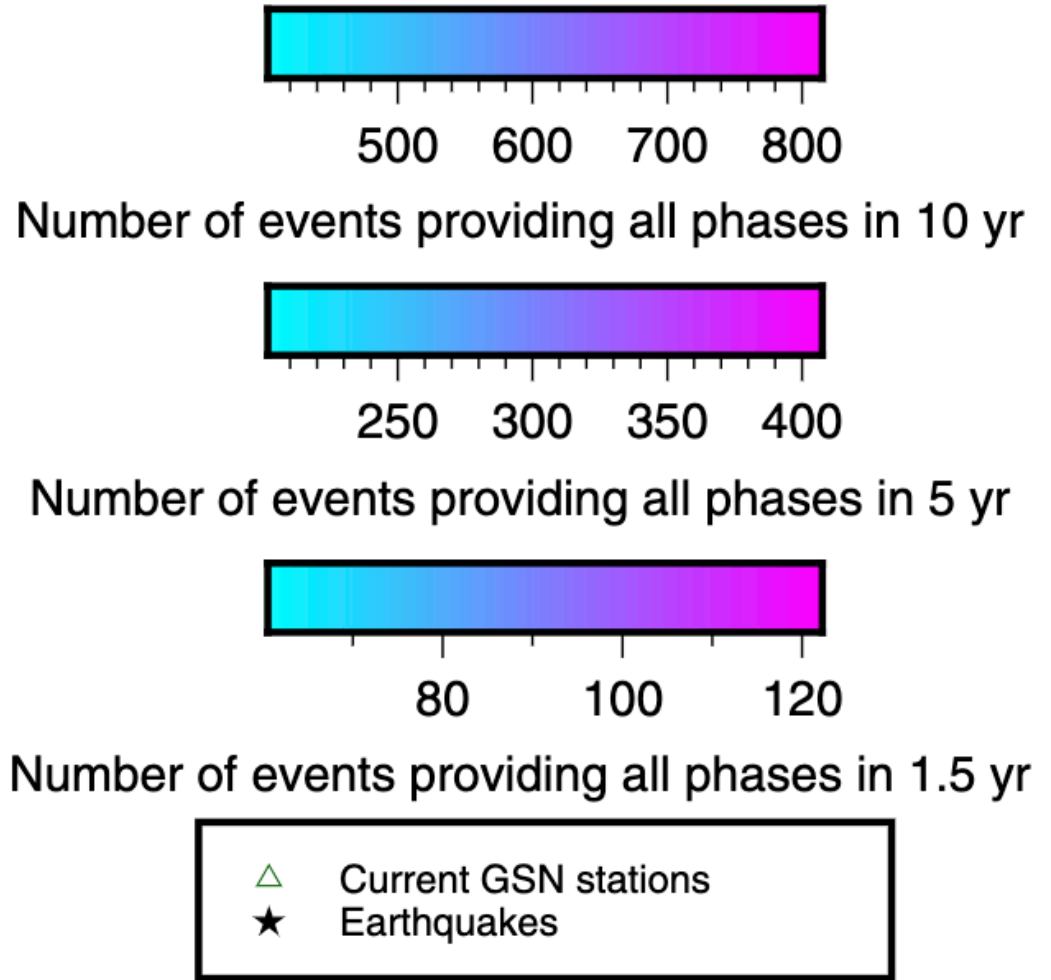 500 600 700 800
Number of events providing all phases in 10 yr
250 300 350 400
Number of events providing all phases in 5 yr
80 100 120
Number of events providing all phases in 1.5 yr
Current GSN stations
Earthquakes